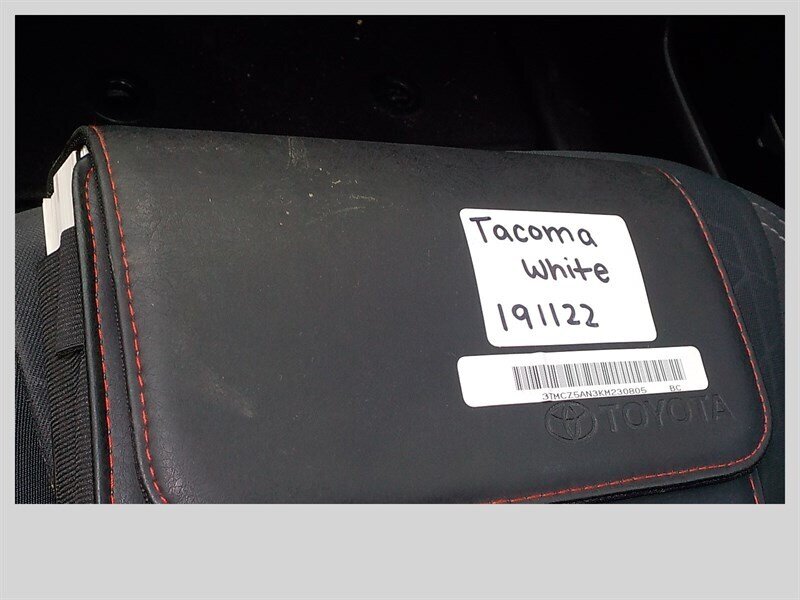 Tacoma
White
191122
3TMCZ5AN3KM230805 BC
TOYOTA